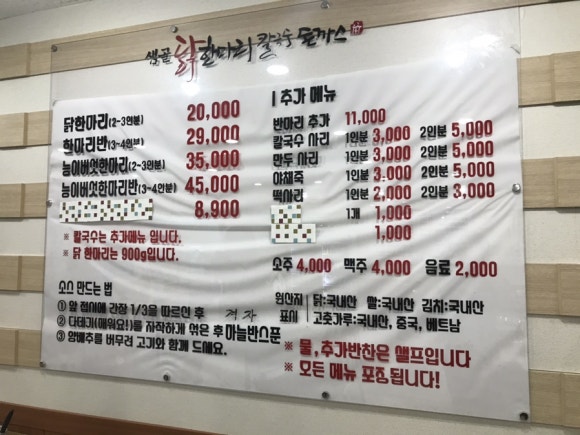 샘골 닭한마리 칼국수 돈까스
닭한마리(2~3인분) 20,000
한마리반(3~4인분) 29,000
능이버섯한마리(2~3인분) 35,000
능이버섯한마리반(3~4인분) 45,000
8,900
※ 칼국수는 추가메뉴 입니다.
※ 닭 한마리는 900g입니다.
소스 만드는 법
① 앞 접시에 간장 1/3을 따르신 후 겨자
② 다데기(매워요!)를 자작하게 섞은 후 마늘반스푼
③ 양배추를 버무려 고기와 함께 드세요.
추가 메뉴
반마리 추가 11,000
칼국수 사리 1인분 3,000 2인분 5,000
만두 사리 1인분 3,000 2인분 5,000
야채죽 1인분 3,000 2인분 5,000
떡사리 1인분 2,000 2인분 3,000
1개 1,000
1,000
소주 4,000 맥주 4,000 음료 2,000
원산지 표시 닭:국내산 쌀:국내산 김치:국내산
고춧가루:국내산, 중국, 베트남
※ 물, 추가반찬은 셀프입니다
※ 모든 메뉴 포장됩니다!